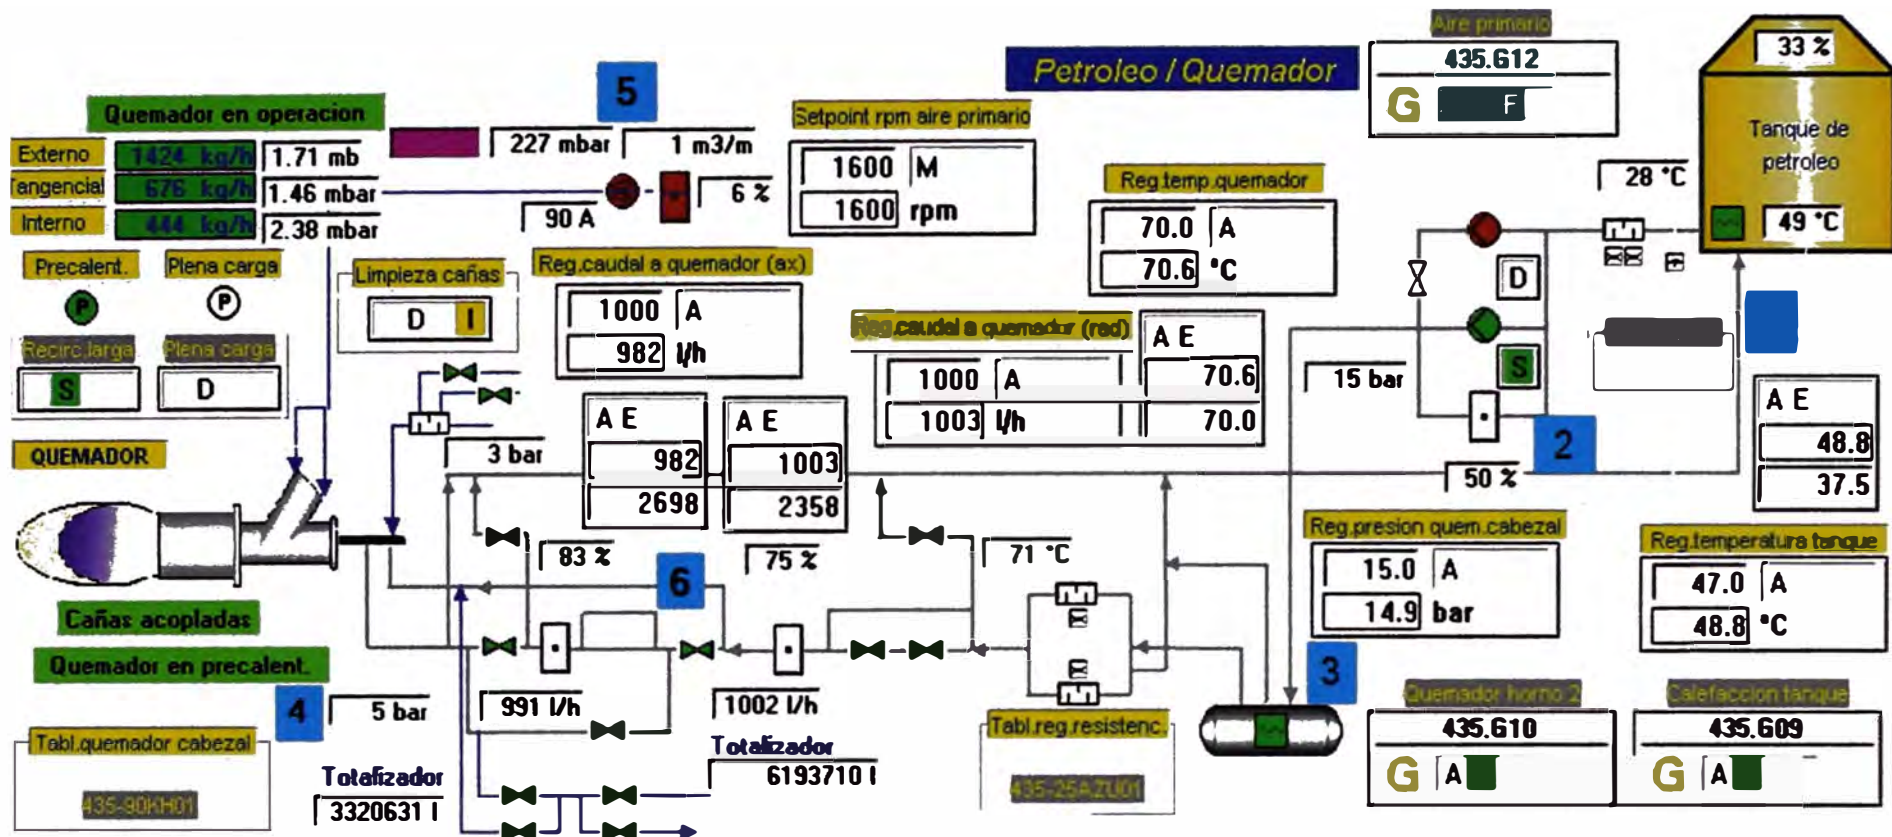 Petroleo / Quemador
Aire primario
435.612
G F
33 %
Tanque de
petroleo
49 °C
28 °C
5
Quemador en operacion
Externo 1424 kg/h 1.71 mb
Tangencial 676 kg/h 1.46 mbar
Interno 444 kg/h 2.38 mbar
227 mbar 1 m3/m
90 A
6 %
Setpoint rpm aire primario
1600 M
1600 rpm
Reg.temp.quemador
70.0 A
70.6 °C
Precalent. Plena carga
P P
Recirc.larga Plena carga
S D
Limpieza cañas
D I
Reg.caudal a quemador (ax)
1000 A
982 l/h
Reg.caudal a quemador (rad)
1000 A
1003 l/h
A E
70.6
70.0
15 bar
D
S
2
50 %
A E
48.8
37.5
QUEMADOR
3 bar
A E
982
2698
A E
1003
2358
83 %
75 %
71 °C
6
Reg.presion quem.cabezal
15.0 A
14.9 bar
Reg.temperatura tanque
47.0 A
48.8 °C
Cañas acopladas
Quemador en precalent.
4
5 bar
991 l/h
1002 l/h
3
Tabl.quemador cabezal
435-90KH01
Totalizador
3320631 l
Totalizador
6193710 l
Tabl.reg.resistenc.
435-25AZU01
Quemador horno 2
435.610
G A
Calefaccion tanque
435.609
G A